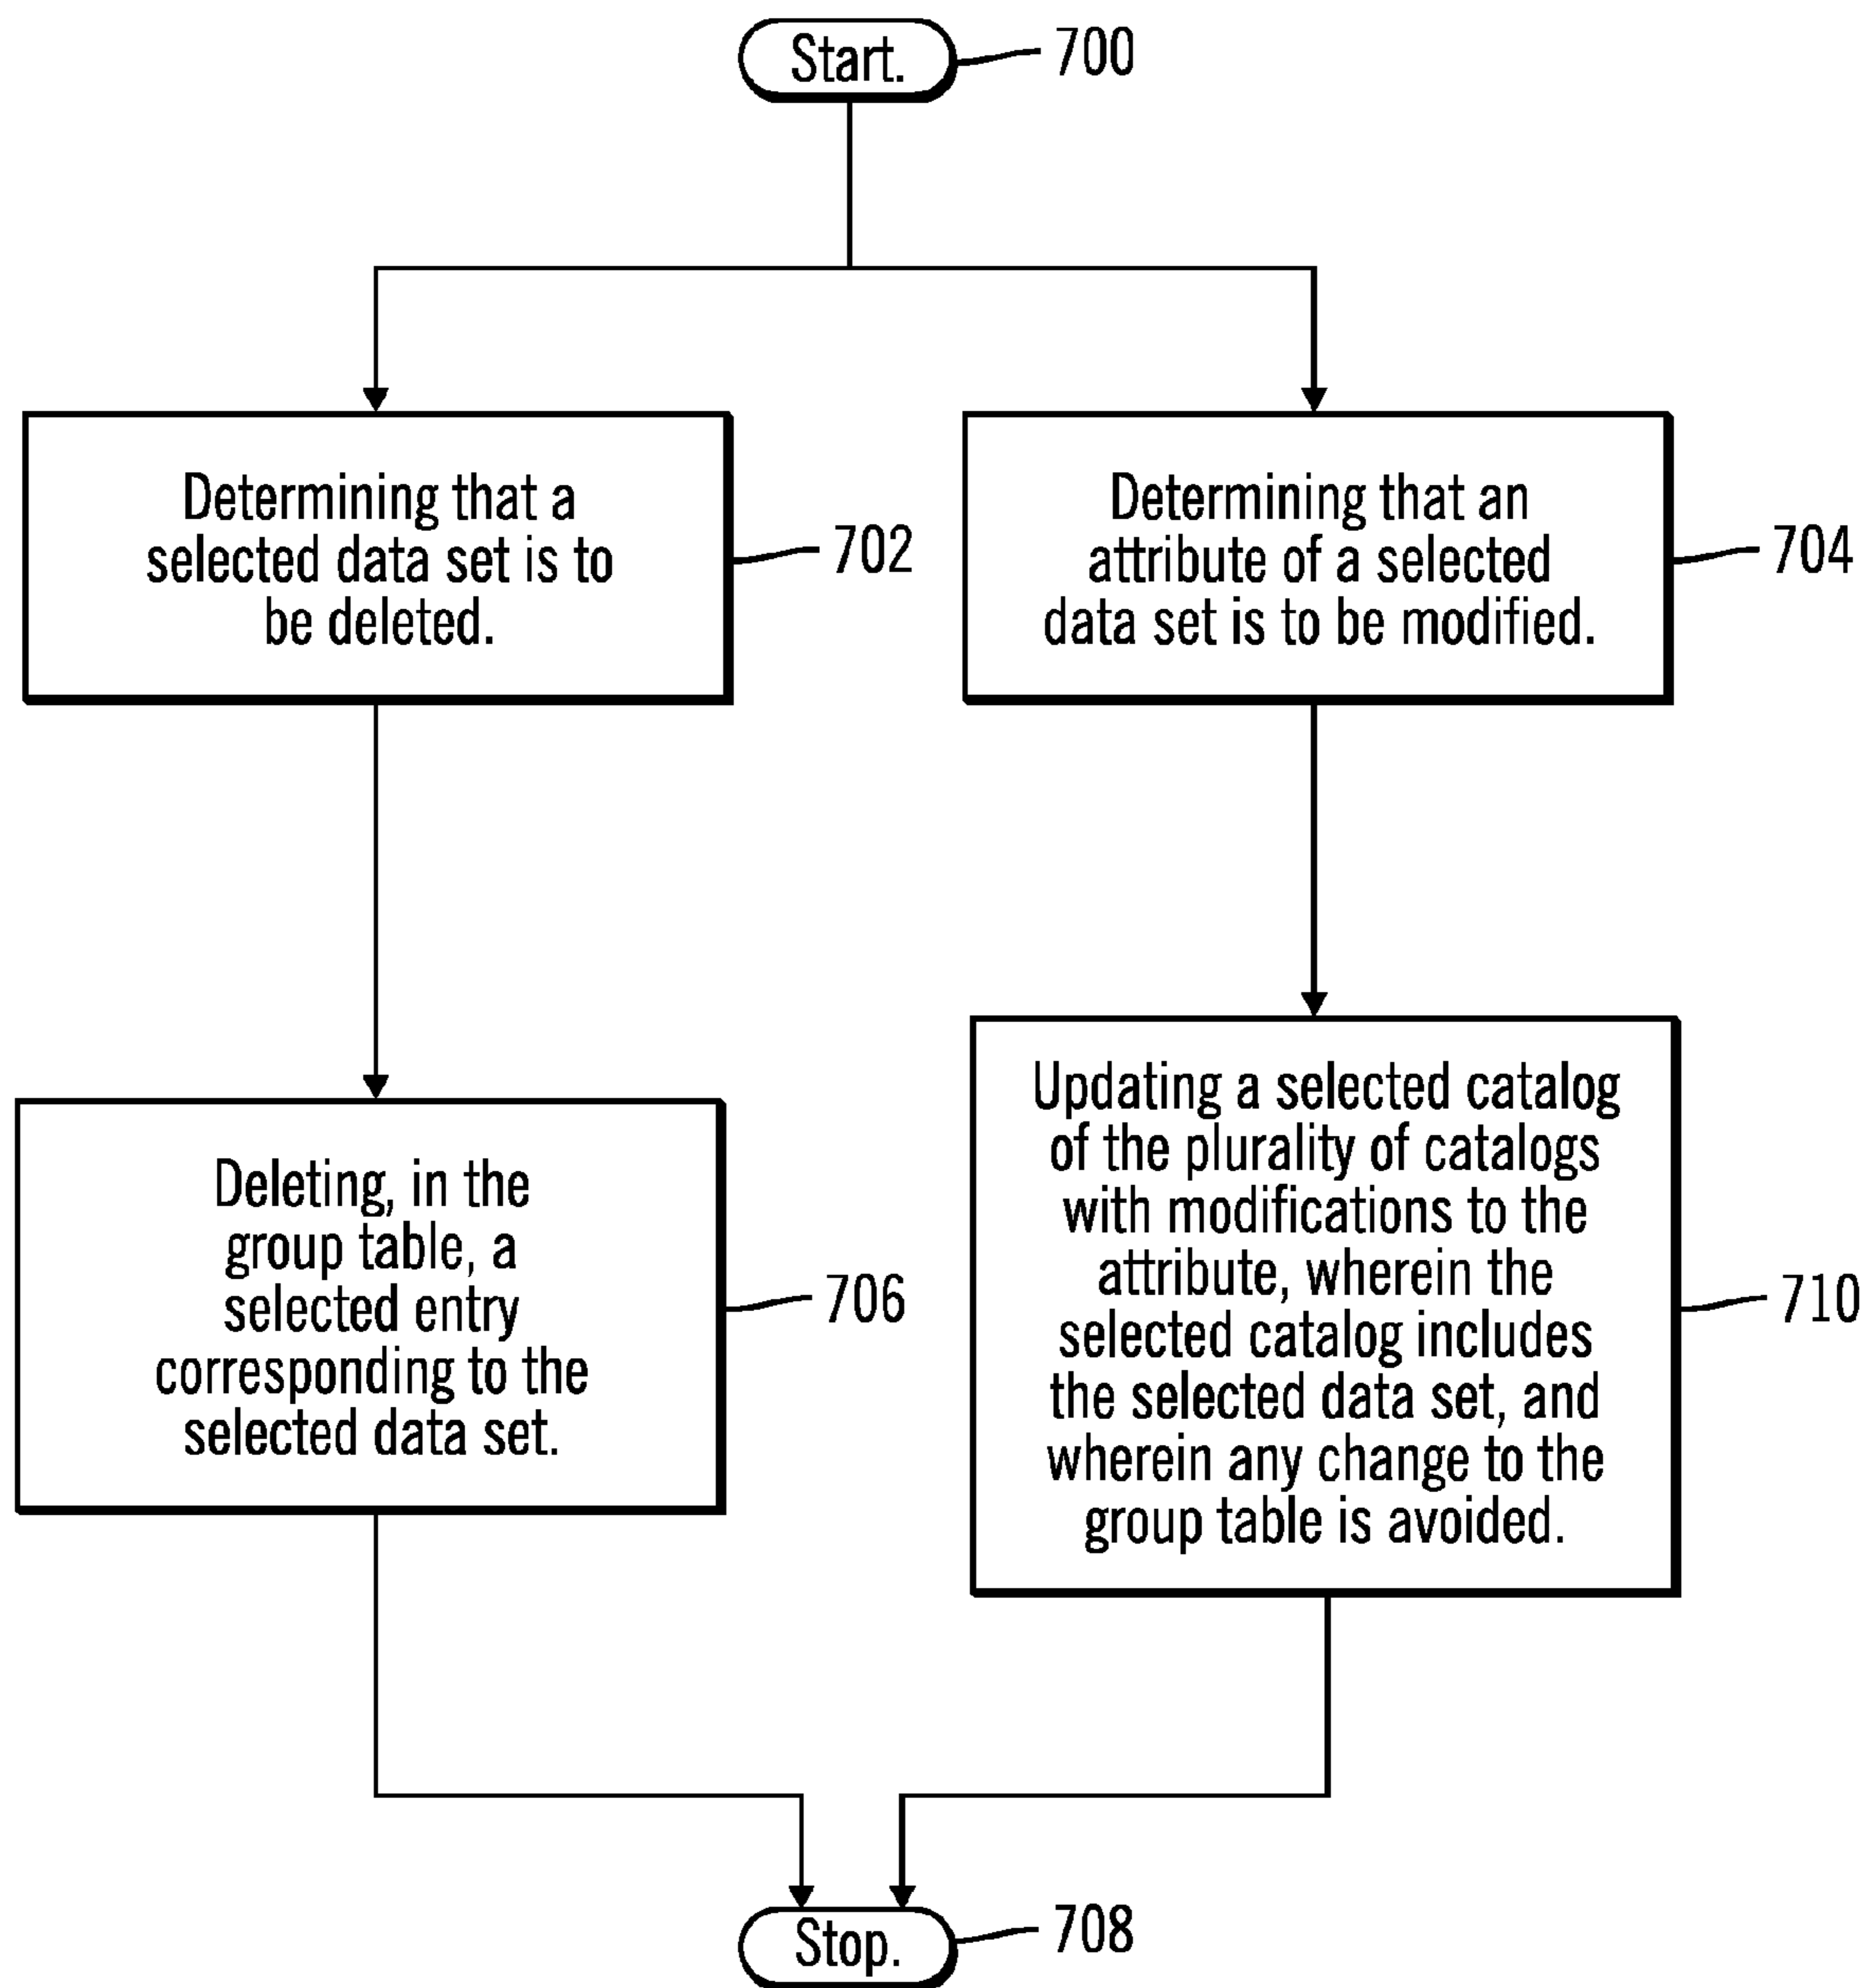 Start.
700
Determining that a
selected data set is to
be deleted.
702
Determining that an
attribute of a selected
data set is to be modified.
704
Deleting, in the
group table, a
selected entry
corresponding to the
selected data set.
706
Updating a selected catalog
of the plurality of catalogs
with modifications to the
attribute, wherein the
selected catalog includes
the selected data set, and
wherein any change to the
group table is avoided.
710
Stop.
708